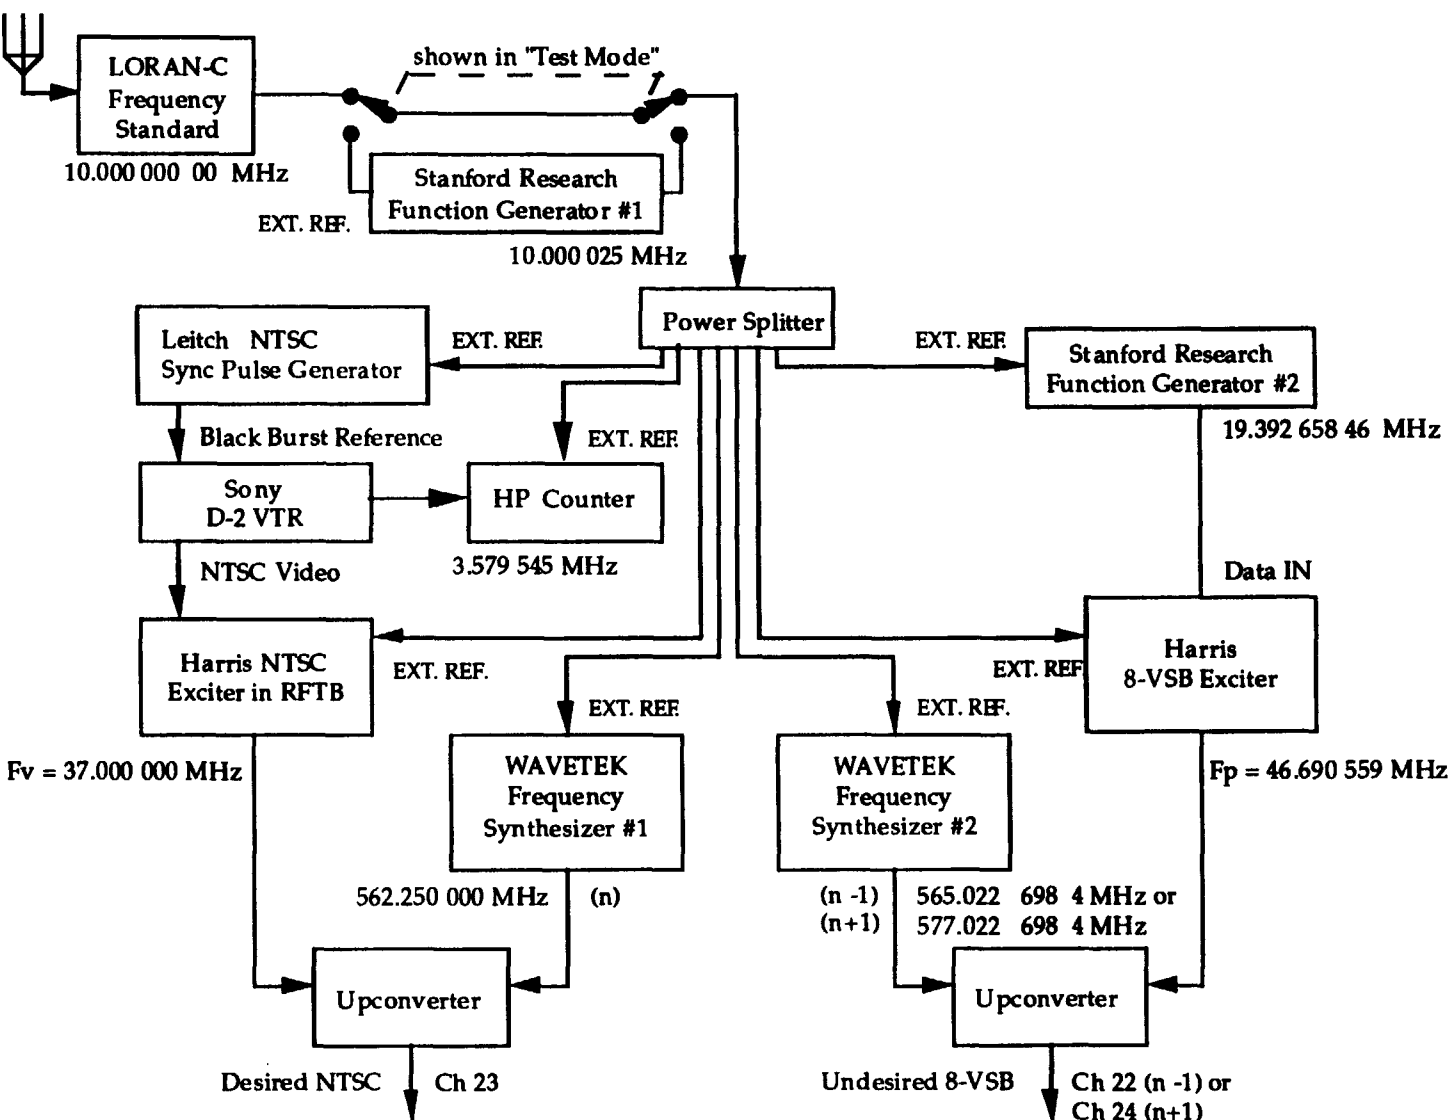 shown in "Test Mode"
LORAN-C
Frequency
Standard
10.000 000 00 MHz
Stanford Research
Function Generator #1
EXT. REF.
10.000 025 MHz
Power Splitter
Leitch NTSC
Sync Pulse Generator
EXT. REF.
EXT. REF.
Stanford Research
Function Generator #2
19.392 658 46 MHz
Black Burst Reference
EXT. REF.
Sony
D-2 VTR
HP Counter
3.579 545 MHz
NTSC Video
Data IN
Harris NTSC
Exciter in RFTB
EXT. REF.
EXT. REF.
Harris
8-VSB Exciter
EXT. REF.
EXT. REF.
Fv = 37.000 000 MHz
WAVETEK
Frequency
Synthesizer #1
WAVETEK
Frequency
Synthesizer #2
Fp = 46.690 559 MHz
562.250 000 MHz (n)
(n -1) 565.022 698 4 MHz or
(n+1) 577.022 698 4 MHz
Upconverter
Upconverter
Desired NTSC Ch 23
Undesired 8-VSB Ch 22 (n -1) or
Ch 24 (n+1)